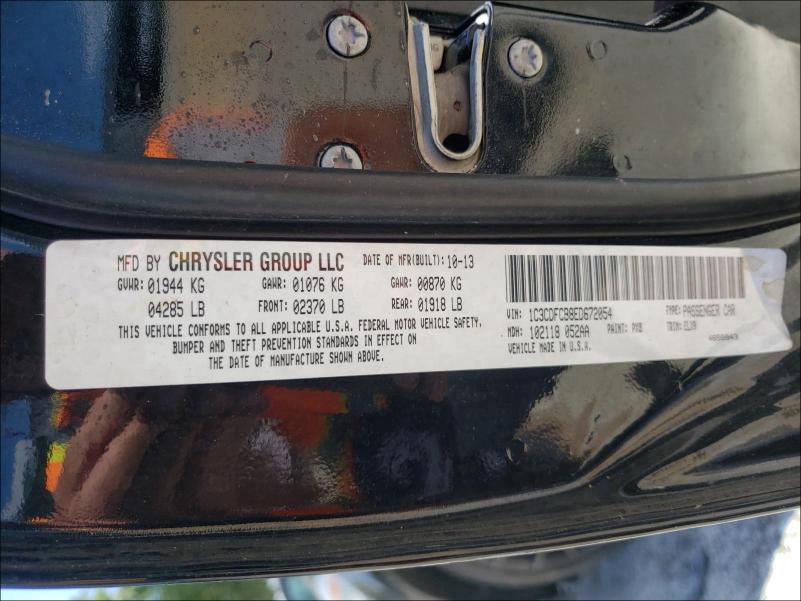 MFD BY CHRYSLER GROUP LLC DATE OF MFR(BUILT): 10-13
GVWR: 01944 KG GAWR: 01076 KG GAWR: 00870 KG
04285 LB FRONT: 02370 LB REAR: 01918 LB
THIS VEHICLE CONFORMS TO ALL APPLICABLE U.S.A. FEDERAL MOTOR VEHICLE SAFETY,
BUMPER AND THEFT PREVENTION STANDARDS IN EFFECT ON
THE DATE OF MANUFACTURE SHOWN ABOVE.
VIN: 1C3CDFCB8ED672054 TYPE: PASSENGER CAR
MDH: 102118 052AA PAINT: PX8 TRIM:
VEHICLE MADE IN U.S.A.